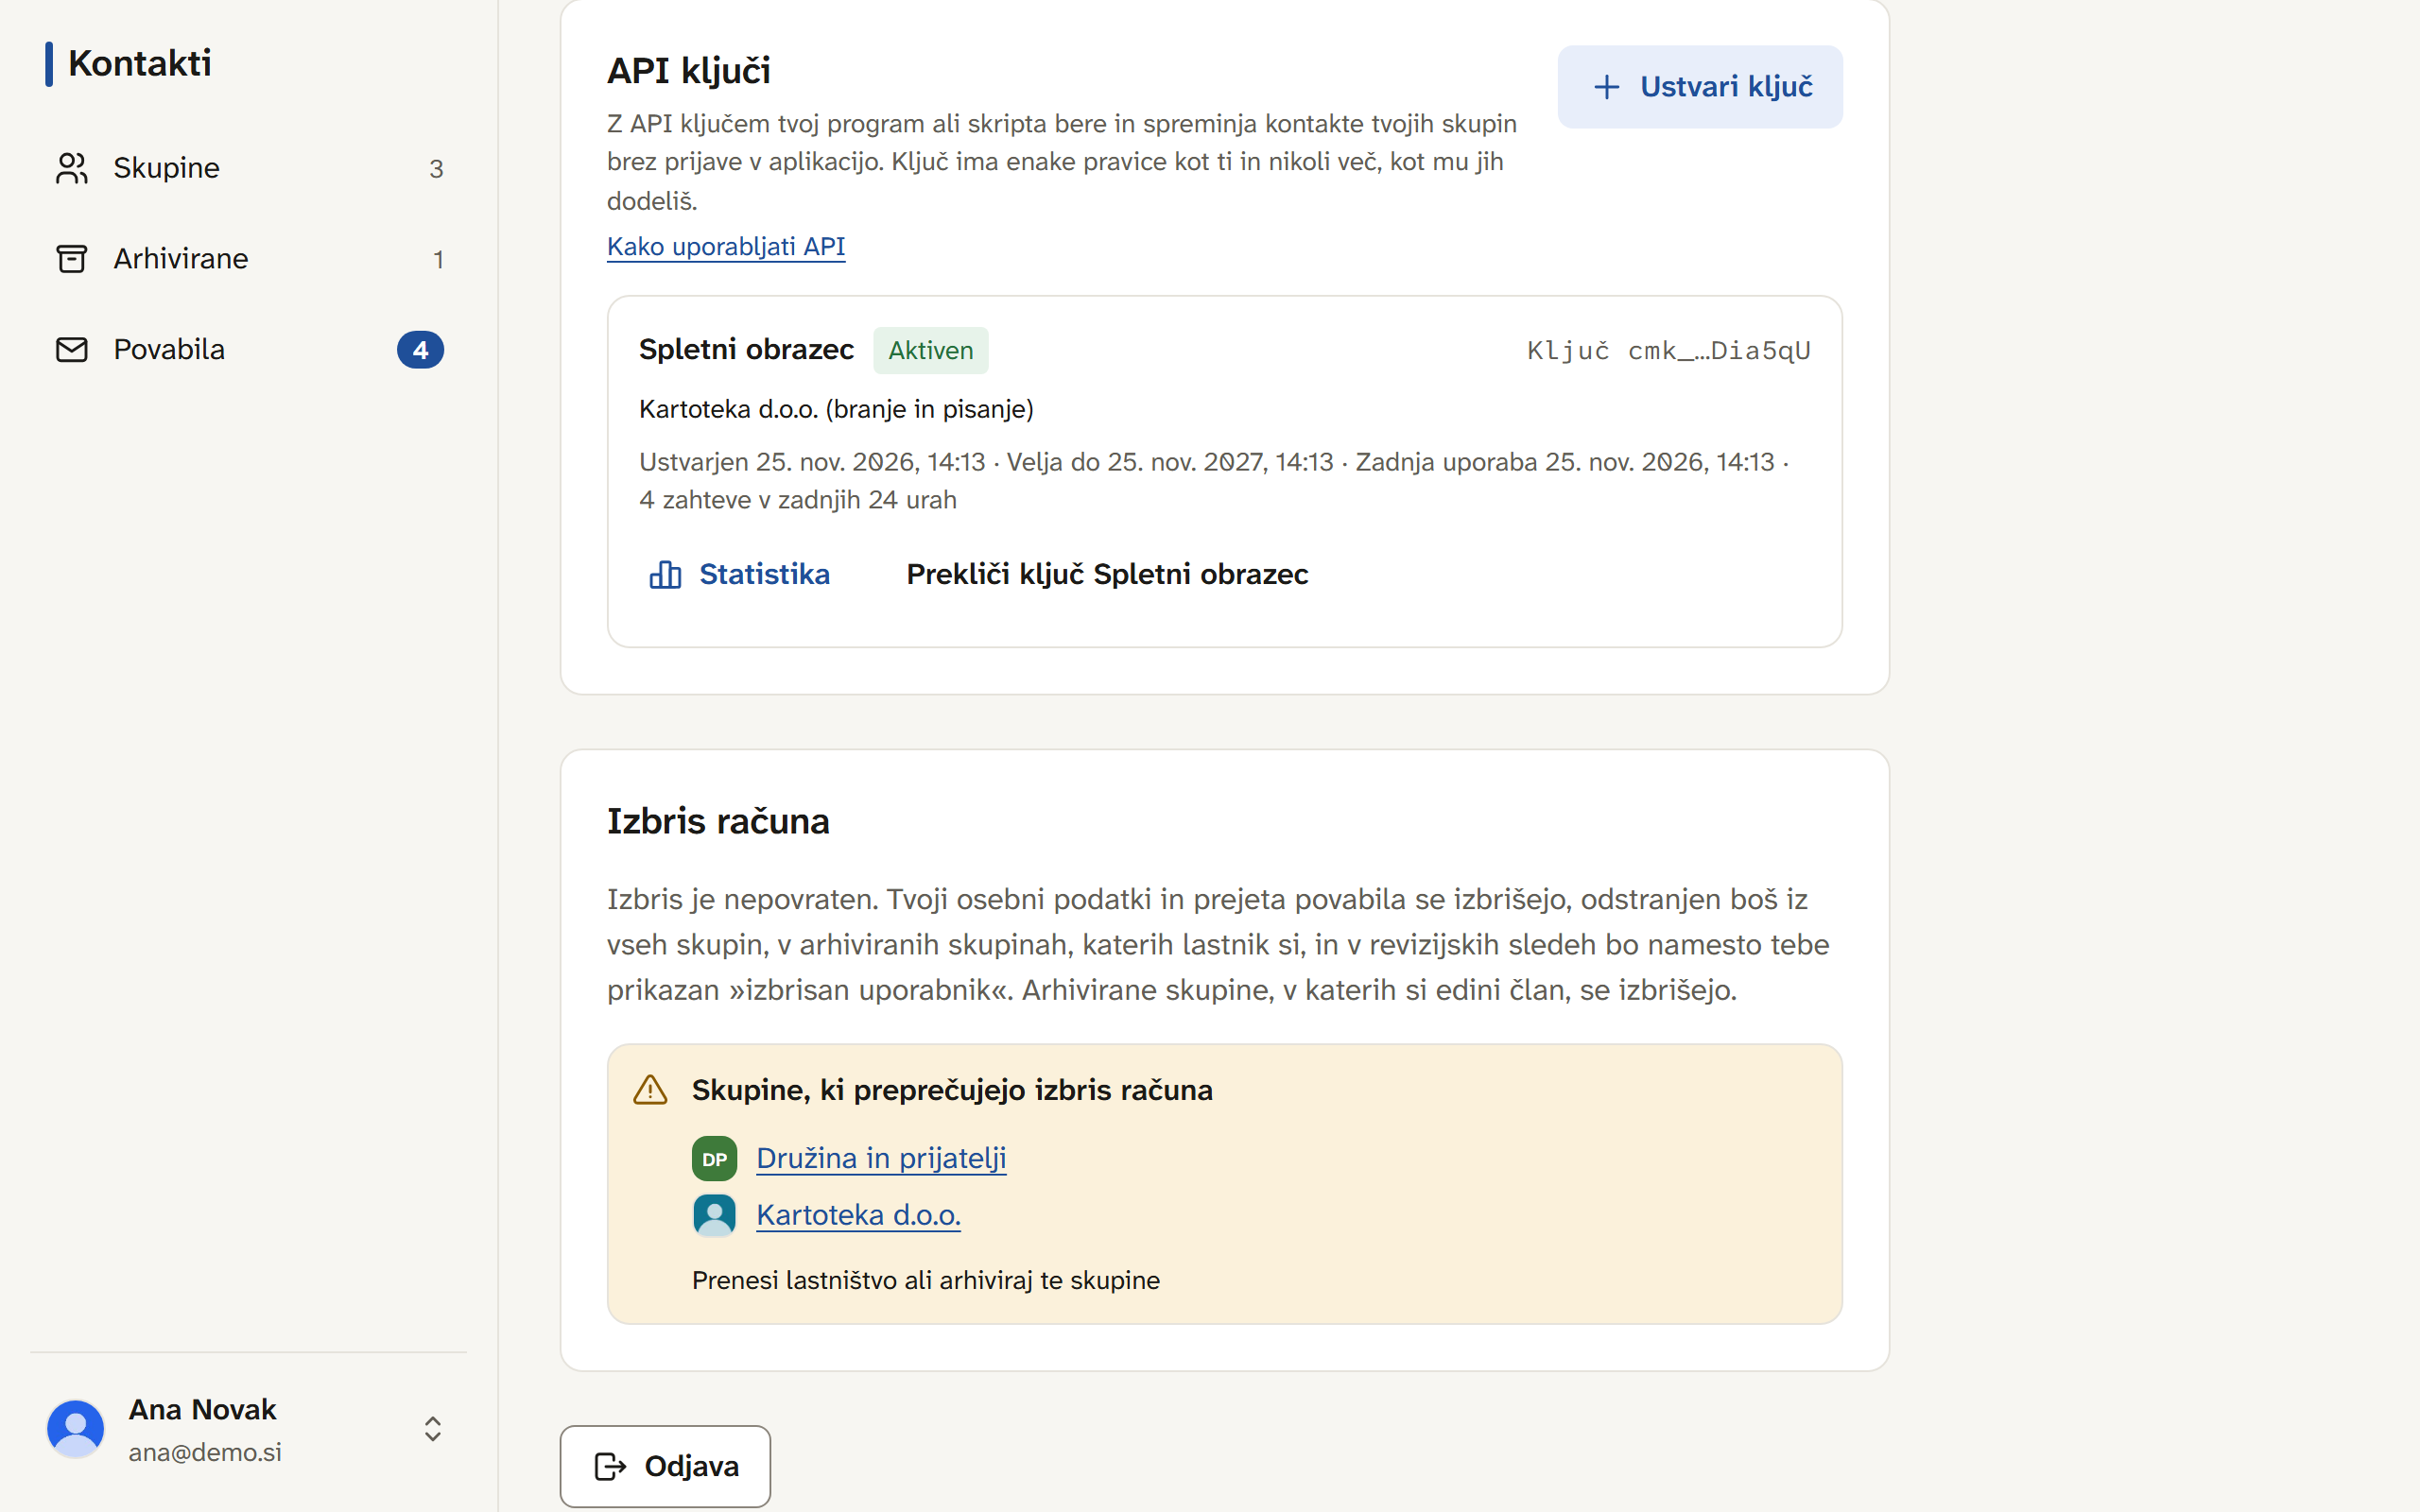 Kontakti
Skupine 3
Arhivirane 1
Povabila 4
API ključi
Ustvari ključ
Z API ključem tvoj program ali skripta bere in spreminja kontakte tvojih skupin
brez prijave v aplikacijo. Ključ ima enake pravice kot ti in nikoli več, kot mu jih
dodeliš.
Kako uporabljati API
Spletni obrazec Aktiven Ključ cmk_…Dia5qU
Kartoteka d.o.o. (branje in pisanje)
Ustvarjen 25. nov. 2026, 14:13 · Velja do 25. nov. 2027, 14:13 · Zadnja uporaba 25. nov. 2026, 14:13 ·
4 zahteve v zadnjih 24 urah
Statistika Prekliči ključ Spletni obrazec
Izbris računa
Izbris je nepovraten. Tvoji osebni podatki in prejeta povabila se izbrišejo, odstranjen boš iz
vseh skupin, v arhiviranih skupinah, katerih lastnik si, in v revizijskih sledeh bo namesto tebe
prikazan »izbrisan uporabnik«. Arhivirane skupine, v katerih si edini član, se izbrišejo.
Skupine, ki preprečujejo izbris računa
DP Družina in prijatelji
Kartoteka d.o.o.
Prenesi lastništvo ali arhiviraj te skupine
Ana Novak
ana@demo.si
Odjava